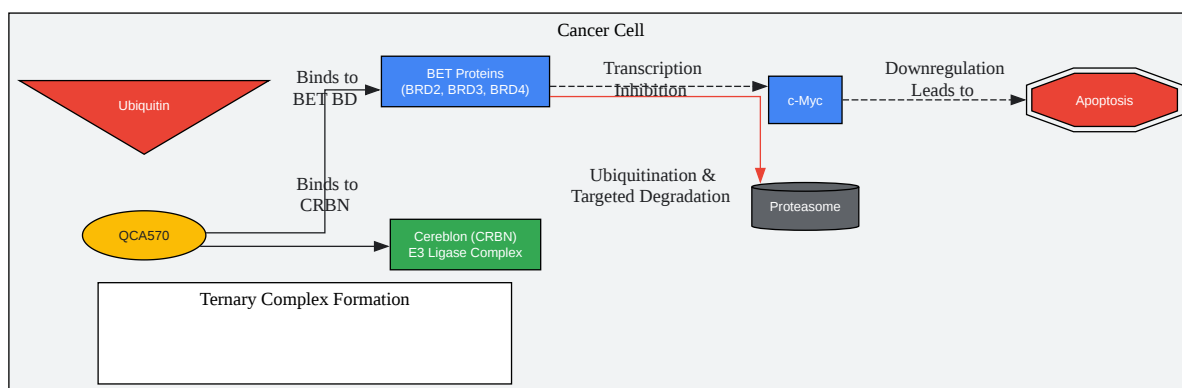 Cancer Cell
Ubiquitin
Binds to
BET BD
BET Proteins
(BRD2, BRD3, BRD4)
Transcription
Inhibition
c-Myc
Downregulation
Leads to
Apoptosis
Binds to
CRBN
Ubiquitination &
Targeted Degradation
Proteasome
QCA570
Cereblon (CRBN)
E3 Ligase Complex
Ternary Complex Formation